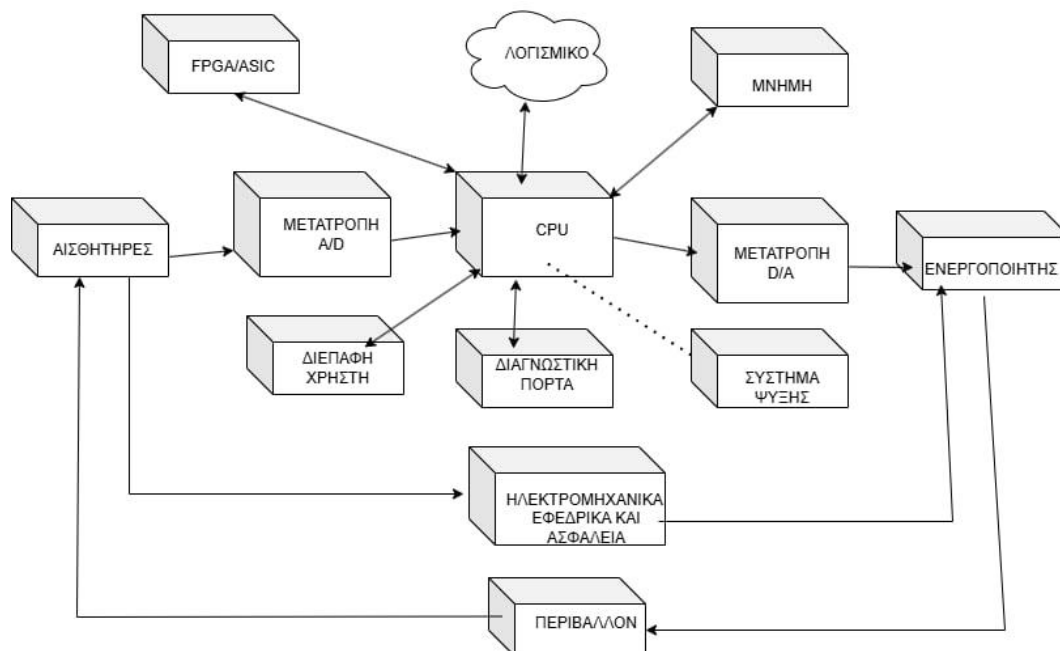 FPGA/ASIC
ΛΟΓΙΣΜΙΚΟ
ΜΝΗΜΗ
ΑΙΣΘΗΤΗΡΕΣ
ΜΕΤΑΤΡΟΠΗ
A/D
CPU
ΜΕΤΑΤΡΟΠΗ
D/A
ΕΝΕΡΓΟΠΟΙΗΤΗΣ
ΔΙΕΠΑΦΗ
ΧΡΗΣΤΗ
ΔΙΑΓΝΩΣΤΙΚΗ
ΠΟΡΤΑ
ΣΥΣΤΗΜΑ
ΨΥΞΗΣ
ΗΛΕΚΤΡΟΜΗΧΑΝΙΚΑ
ΕΦΕΔΡΙΚΑ ΚΑΙ
ΑΣΦΑΛΕΙΑ
ΠΕΡΙΒΑΛΛΟΝ